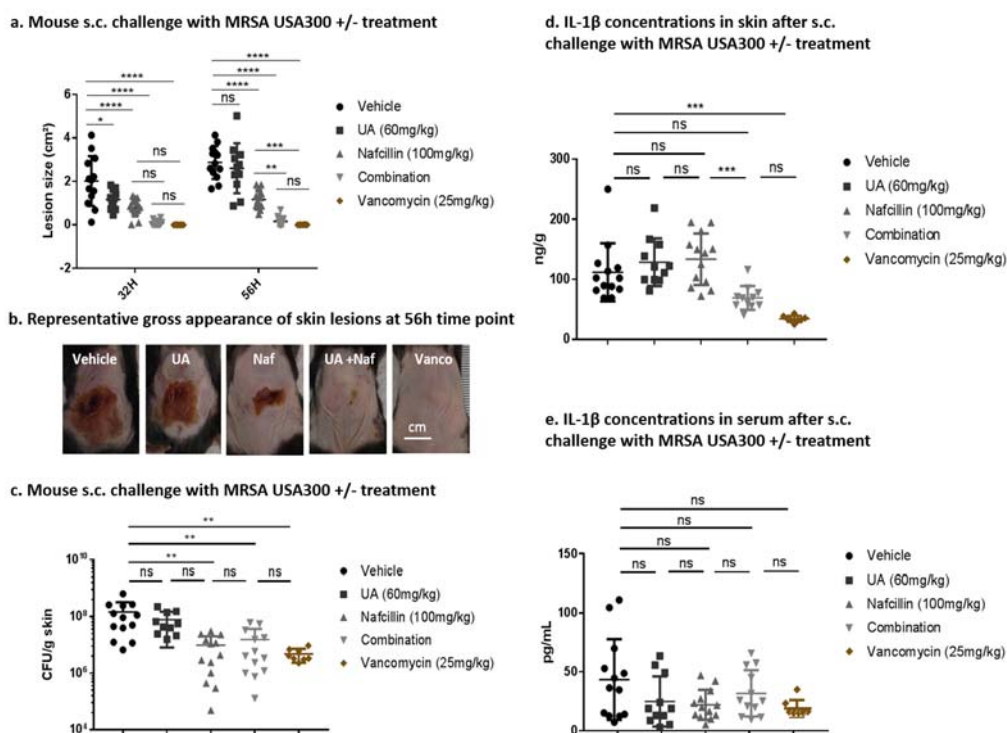 a. Mouse s.c. challenge with MRSA USA300 +/- treatment
****
****
****
*
ns
ns
ns
****
****
****
ns
***
**
ns
6
4
2
0
-2
Lesion size (cm²)
32H
56H
Vehicle
UA (60mg/kg)
Nafcillin (100mg/kg)
Combination
Vancomycin (25mg/kg)
b. Representative gross appearance of skin lesions at 56h time point
Vehicle
UA
Naf
UA +Naf
Vanco
cm
c. Mouse s.c. challenge with MRSA USA300 +/- treatment
**
**
**
ns
ns
ns
ns
10¹⁰
10⁸
10⁶
10⁴
CFU/g skin
Vehicle
UA (60mg/kg)
Nafcillin (100mg/kg)
Combination
Vancomycin (25mg/kg)
d. IL-1β concentrations in skin after s.c.
challenge with MRSA USA300 +/- treatment
***
ns
ns
ns
ns
***
ns
300
200
100
0
ng/g
Vehicle
UA (60mg/kg)
Nafcillin (100mg/kg)
Combination
Vancomycin (25mg/kg)
e. IL-1β concentrations in serum after s.c.
challenge with MRSA USA300 +/- treatment
ns
ns
ns
ns
ns
ns
ns
150
100
50
0
pg/mL
Vehicle
UA (60mg/kg)
Nafcillin (100mg/kg)
Combination
Vancomycin (25mg/kg)